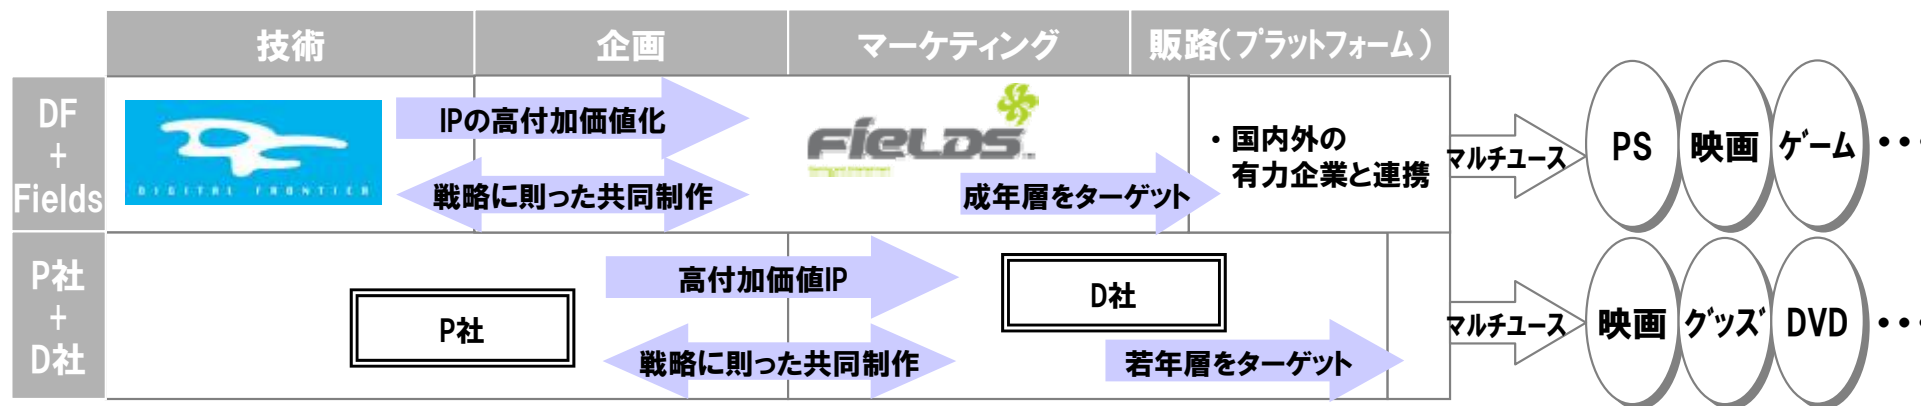 技術
企画
マーケティング
販路(プラットフォーム)
DF
+
Fields
DIGITAL FRONTIER
IPの高付加価値化
戦略に則った共同制作
FIELDS
成年層をターゲット
・国内外の
有力企業と連携
マルチユース
PS
映画
ゲーム
・・・
P社
+
D社
P社
高付加価値IP
戦略に則った共同制作
D社
若年層をターゲット
マルチユース
映画
グッズ
DVD
・・・